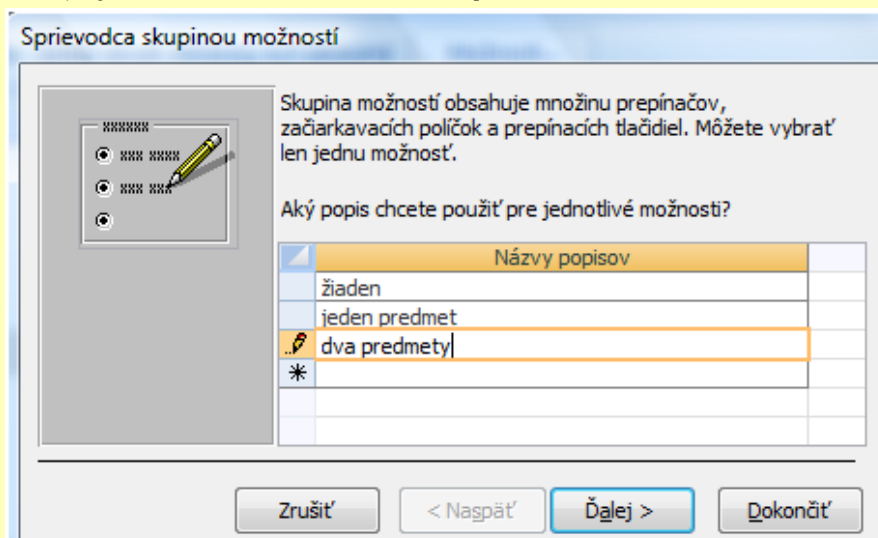 Sprievodca skupinou možností
Skupina možností obsahuje množinu prepínačov,
začiarkavacích políčok a prepínacích tlačidiel. Môžete vybrať
len jednu možnosť.
Aký popis chcete použiť pre jednotlivé možnosti?
Názvy popisov
žiaden
jeden predmet
dva predmety
Zrušiť
< Naspäť
Ďalej >
Dokončiť